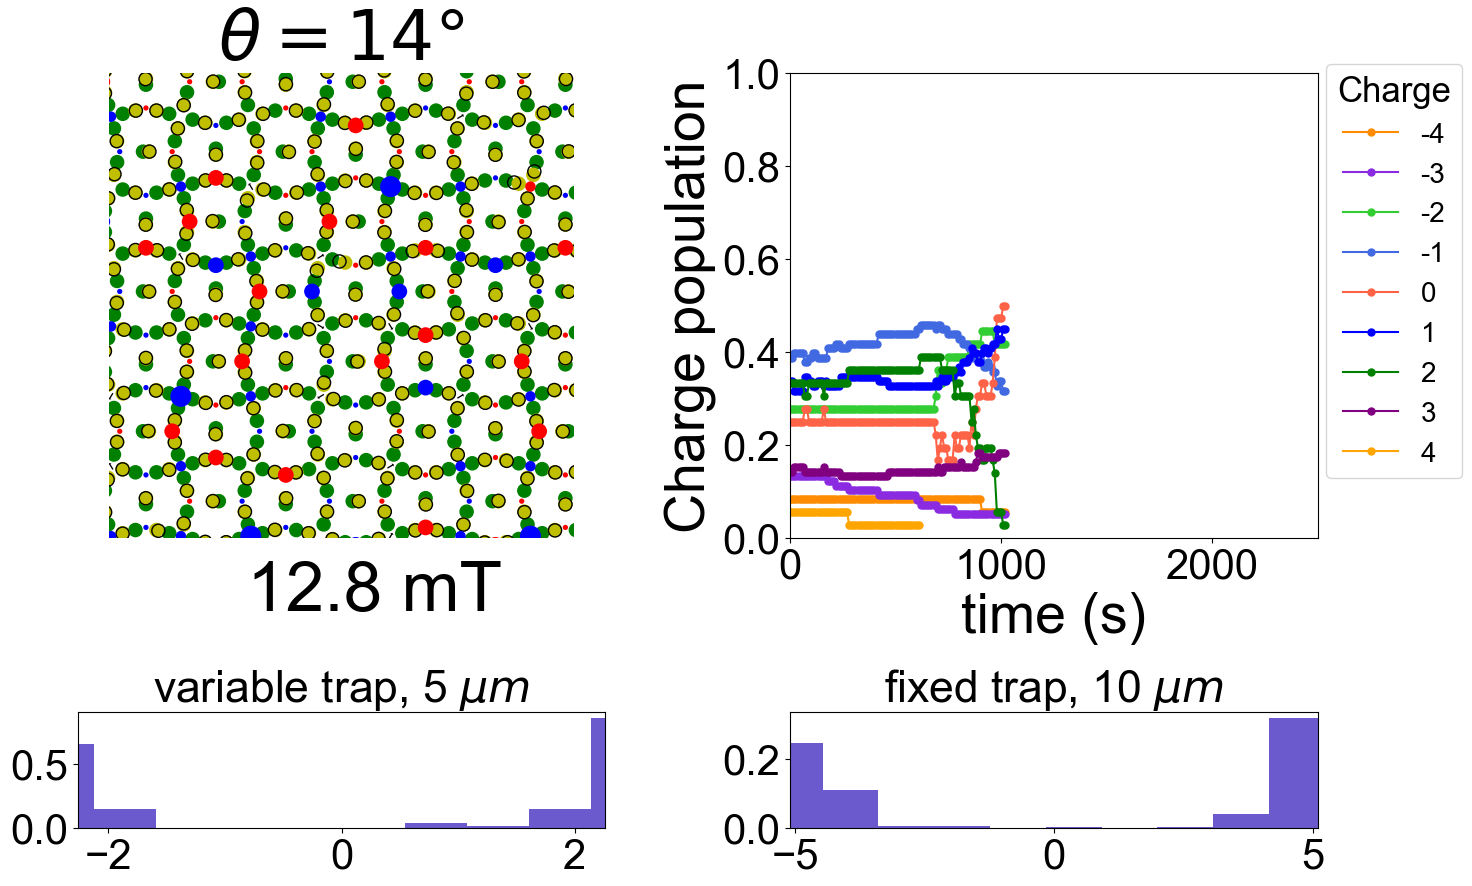 θ = 14°
12.8 mT
Charge population
1.0
0.8
0.6
0.4
0.2
0.0
0 1000 2000
time (s)
Charge
-4
-3
-2
-1
0
1
2
3
4
variable trap, 5 μm
0.5
0.0
−2 0 2
fixed trap, 10 μm
0.2
0.0
−5 0 5